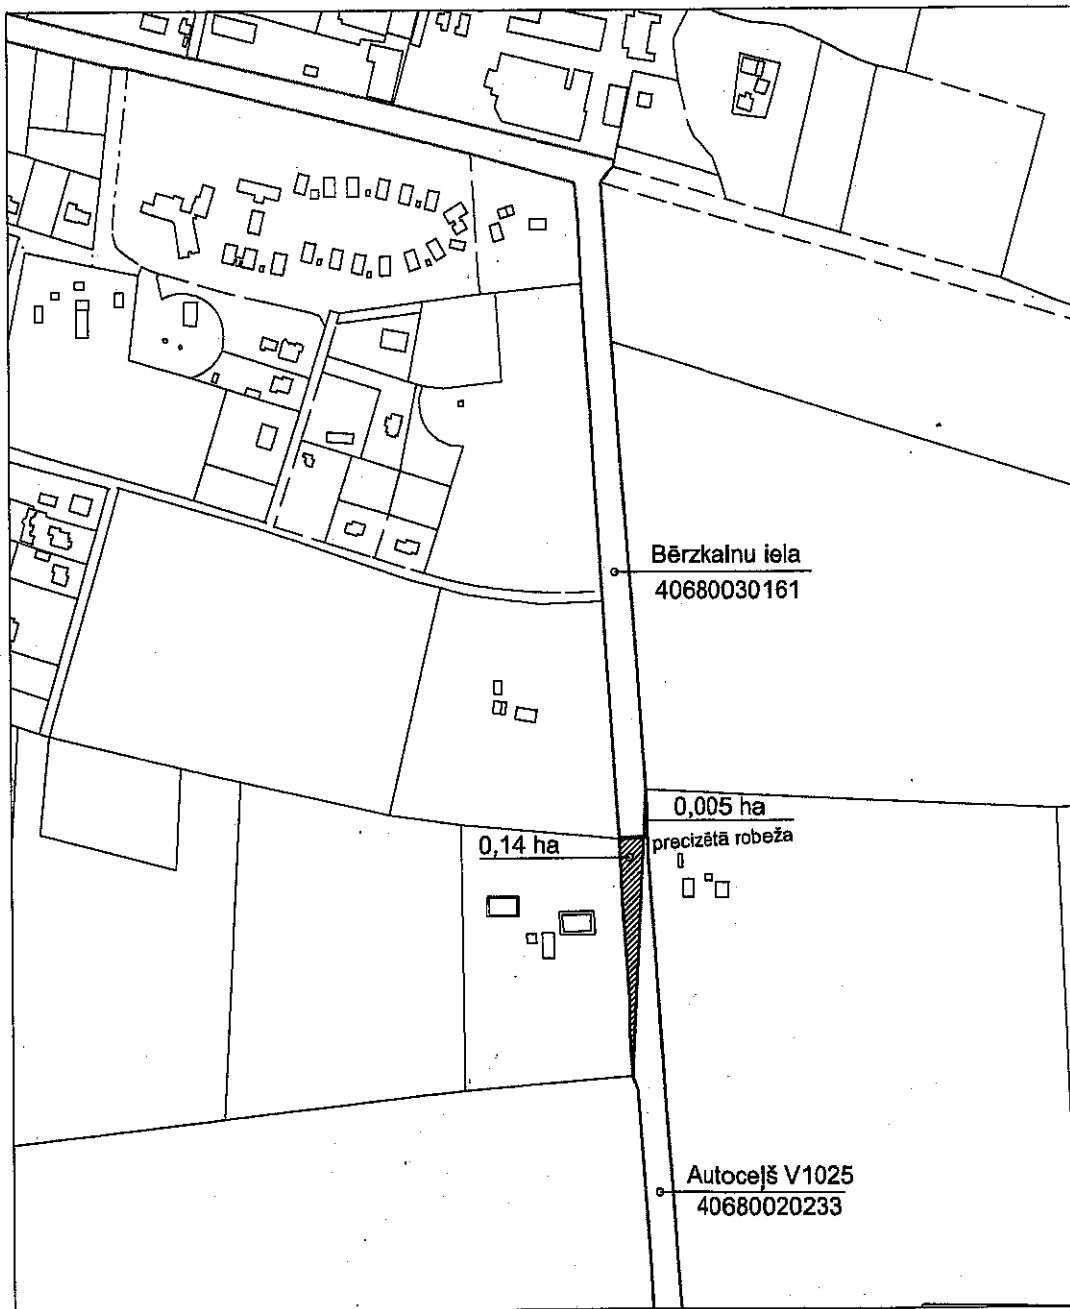 Bērzkalnu iela
40680030161
0,005 ha
precizētā robeža
0,14 ha
Autoceļš V1025
40680020233